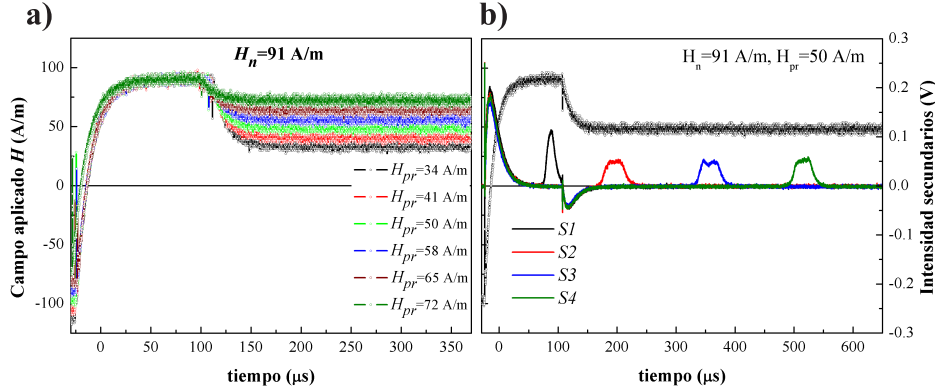 a)
H_n=91 A/m
Campo aplicado H (A/m)
100
50
0
-50
-100
H_pr=34 A/m
H_pr=41 A/m
H_pr=50 A/m
H_pr=58 A/m
H_pr=65 A/m
H_pr=72 A/m
0 50 100 150 200 250 300 350
tiempo (μs)
b)
H_n=91 A/m, H_pr=50 A/m
S1
S2
S3
S4
0.3
0.2
0.1
0.0
-0.1
-0.2
-0.3
Intensidad secundarios (V)
0 100 200 300 400 500 600
tiempo (μs)